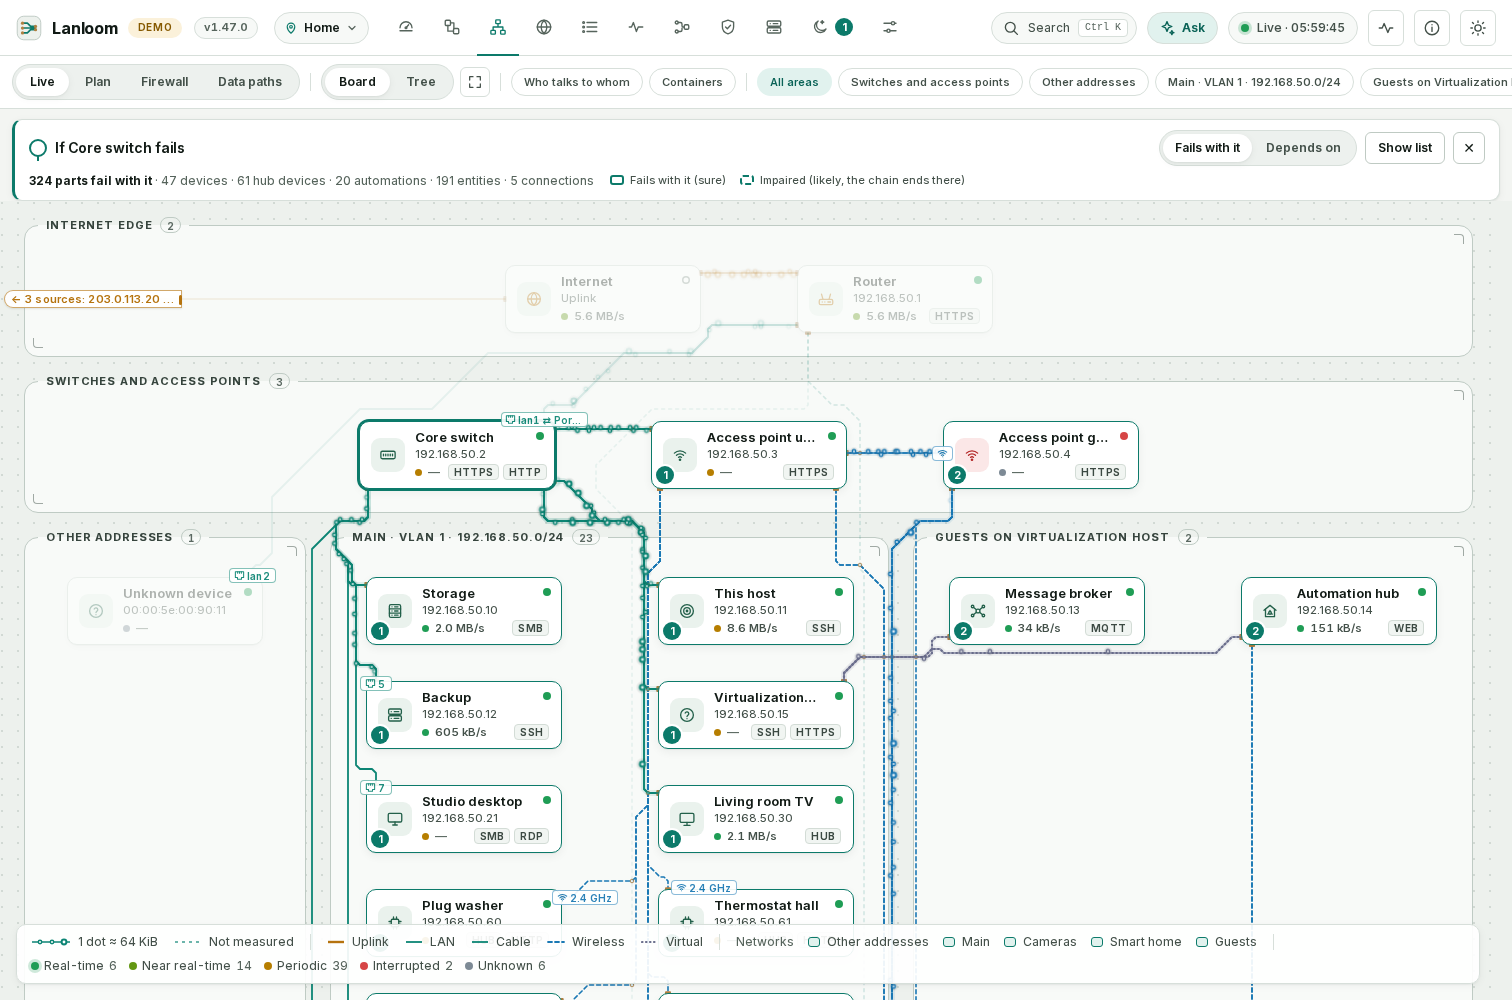 Lanloom DEMO v1.47.0 Home 1 Search Ctrl K Ask Live · 05:59:45
Live Plan Firewall Data paths Board Tree Who talks to whom Containers All areas Switches and access points Other addresses Main · VLAN 1 · 192.168.50.0/24 Guests on Virtualization
If Core switch fails Fails with it Depends on Show list
324 parts fail with it · 47 devices · 61 hub devices · 20 automations · 191 entities · 5 connections Fails with it (sure) Impaired (likely, the chain ends there)
INTERNET EDGE 2
Internet
Uplink
5.6 MB/s
Router
192.168.50.1
5.6 MB/s HTTPS
← 3 sources: 203.0.113.20 …
SWITCHES AND ACCESS POINTS 3
lan1 ⇄ Por…
Core switch
192.168.50.2
— HTTPS HTTP
Access point u…
192.168.50.3
1 — HTTPS
Access point g…
192.168.50.4
2 — HTTPS
OTHER ADDRESSES 1
lan2
Unknown device
00:00:5e:00:90:11
—
MAIN · VLAN 1 · 192.168.50.0/24 23
Storage
192.168.50.10
1 2.0 MB/s SMB
This host
192.168.50.11
1 8.6 MB/s SSH
5
Backup
192.168.50.12
1 605 kB/s SSH
Virtualization…
192.168.50.15
1 — SSH HTTPS
7
Studio desktop
192.168.50.21
1 — SMB RDP
Living room TV
192.168.50.30
1 2.1 MB/s HUB
2.4 GHz
Plug washer
192.168.50.60
2.4 GHz
Thermostat hall
192.168.50.61
GUESTS ON VIRTUALIZATION HOST 2
Message broker
192.168.50.13
2 34 kB/s MQTT
Automation hub
192.168.50.14
2 151 kB/s WEB
1 dot ≈ 64 KiB Not measured Uplink LAN Cable Wireless Virtual Networks Other addresses Main Cameras Smart home Guests
Real-time 6 Near real-time 14 Periodic 39 Interrupted 2 Unknown 6